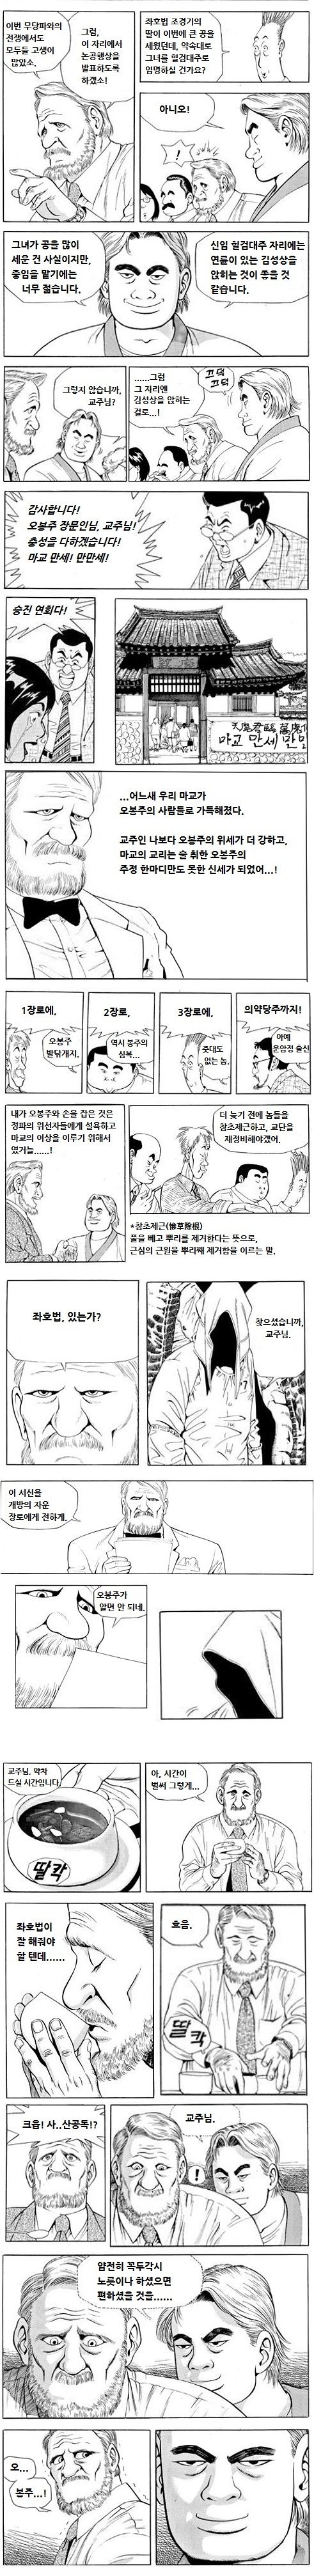 이번 무당파와의
전쟁에서도
모두들 고생이
많았소.
그럼,
이 자리에서
논공행상을
발표하도록
하겠소!
좌호법 조경기의
딸이 이번에 큰 공을
세웠던데, 약속대로
그녀를 혈검대주로
임명하실 건가요?
아니오!
!
그녀가 공을 많이
세운 건 사실이지만,
중임을 맡기에는
너무 젊습니다.
신임 혈검대주 자리에는
연륜이 있는 김성상을
앉히는 것이 좋을 것
같습니다.
그렇지 않습니까,
교주님?
......그럼
그 자리엔
김성상을 앉히는
걸로...!
끄덕
끄덕
감사합니다!
오봉주 장문인님, 교주님!
충성을 다하겠습니다!
마교 만세! 만만세!
승진 연회다!
마교 만세 만만
...어느새 우리 마교가
오봉주의 사람들로 가득해졌다.
교주인 나보다 오봉주의 위세가 더 강하고,
마교의 교리는 술 취한 오봉주의
주정 한마디만도 못한 신세가 되었어...!
1장로에,
오봉주
발닦개지.
2장로,
역시 봉주의
심복...
3장로에,
줏대도
없는 놈.
의약당주까지!
아예
운암정 출신
내가 오봉주와 손을 잡은 것은
정파의 위선자들에게 설욕하고
마교의 이상을 이루기 위해서
였거늘......!
더 늦기 전에 놈들을
참초제근하고, 교단을
재정비해야겠어.
*참초제근(慘草除根)
풀을 베고 뿌리를 제거한다는 뜻으로,
근심의 근원을 뿌리째 제거함을 이르는 말.
좌호법, 있는가?
찾으셨습니까,
교주님.
이 서신을
개방의 자운
장로에게 전하게.
오봉주가
알면 안 되네.
교주님. 약차
드실 시간입니다.
딸칵
아, 시간이
벌써 그렇게...
좌호법이
잘 해줘야
할 텐데......
흐음.
딸칵
크읍! 사..산공독!?
교주님.
!
얌전히 꼭두각시
노릇이나 하셨으면
편하셨을 것을......
오...
봉주...!